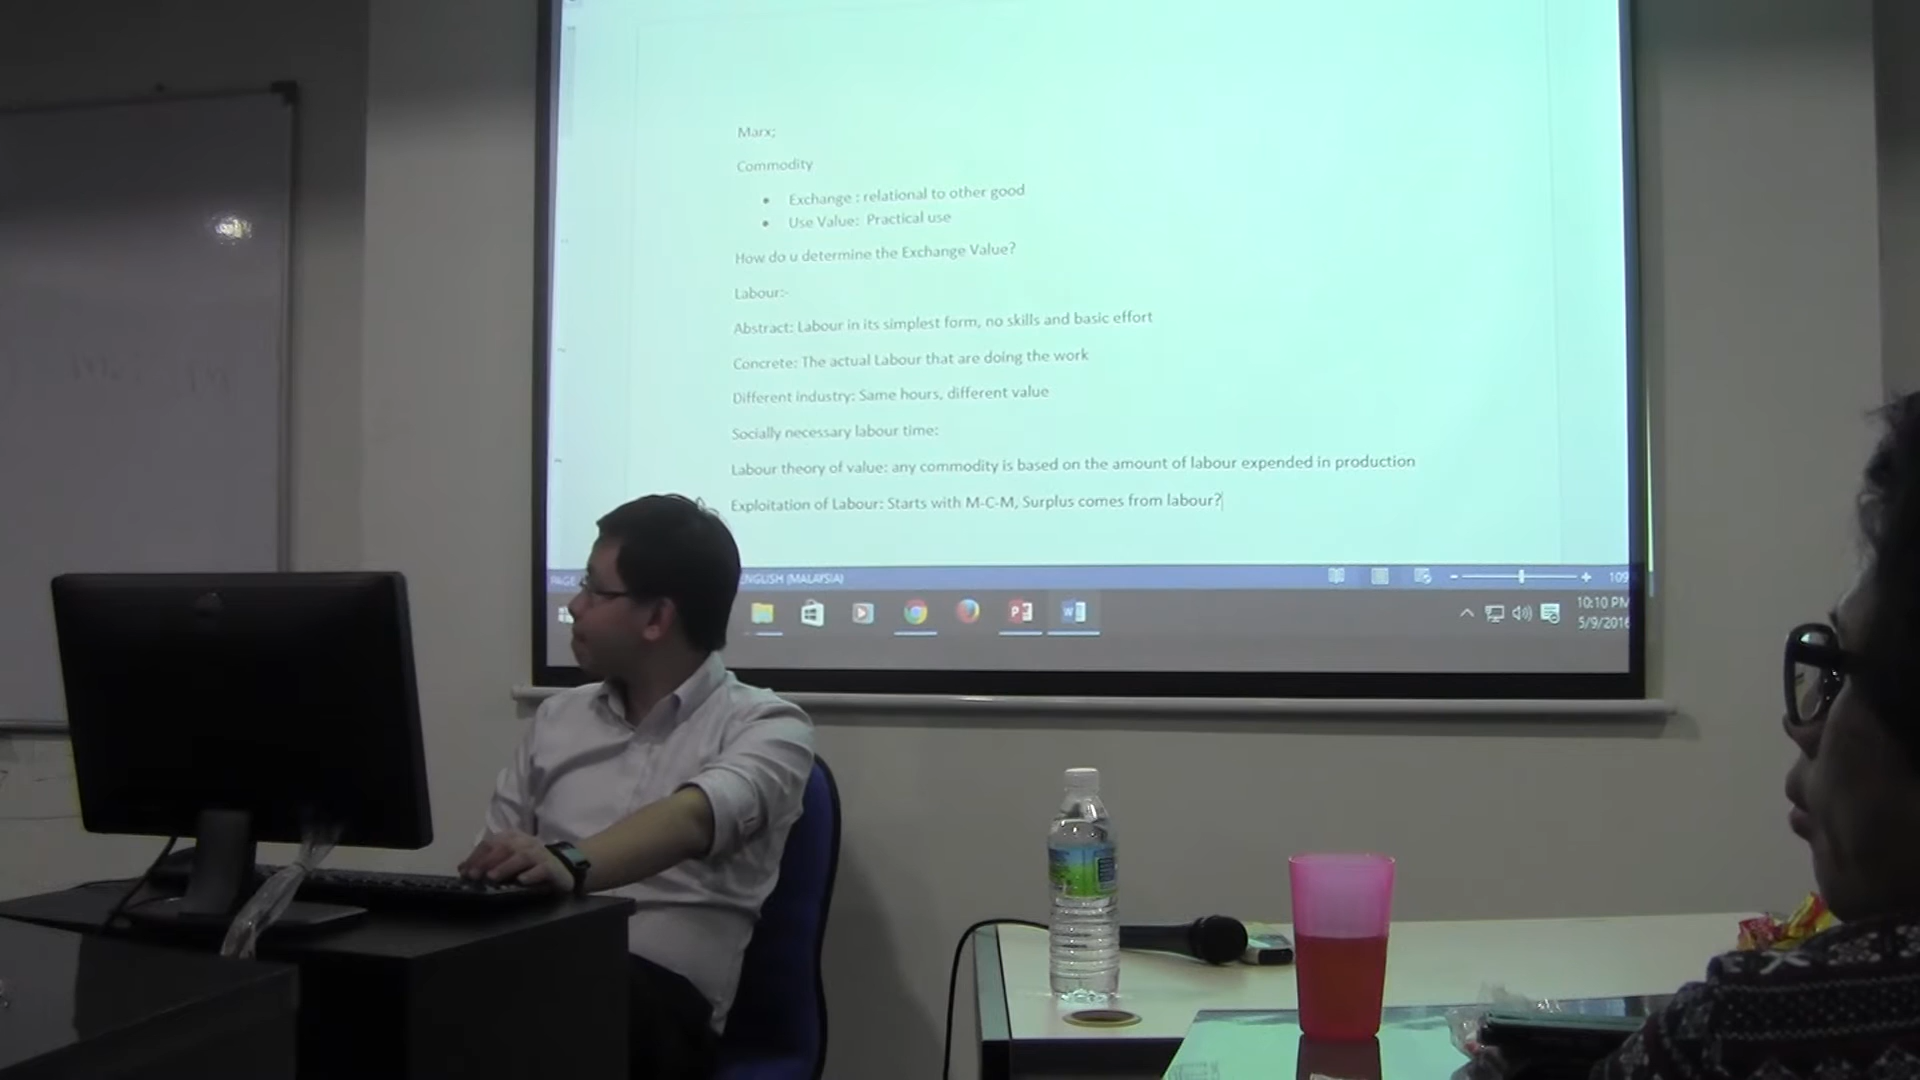 Marx;
Commodity
• Exchange : relational to other good
• Use Value: Practical use
How do u determine the Exchange Value?
Labour:-
Abstract: Labour in its simplest form, no skills and basic effort
Concrete: The actual Labour that are doing the work
Different industry: Same hours, different value
Socially necessary labour time:
Labour theory of value: any commodity is based on the amount of labour expended in production
Exploitation of Labour: Starts with M-C-M, Surplus comes from labour?
PAGE ENGLISH (MALAYSIA) 109
10:10 PM
5/9/2016